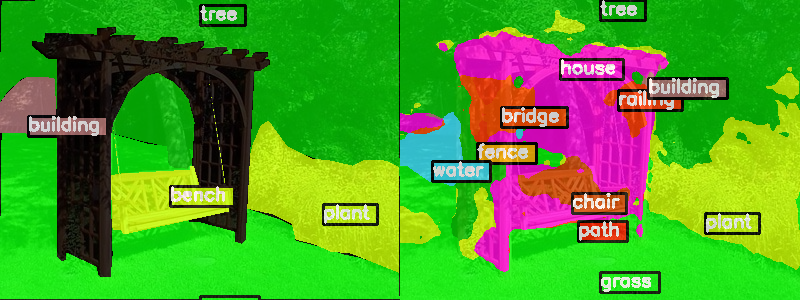 tree
building
bench
plant
tree
house
building
railing
bridge
fence
water
chair
plant
path
grass